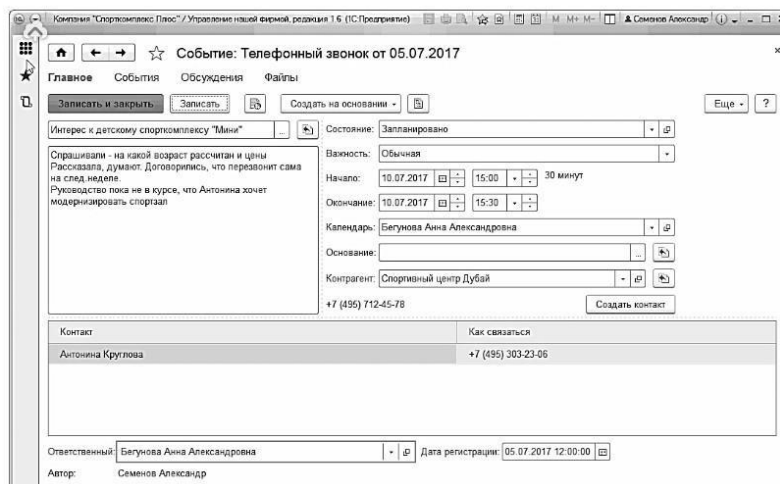 Компания "Спорткомплекс Плюс" / Управление нашей фирмой, редакция 1.6 (1С:Предприятие) M M+ M- Семенов Александр
Событие: Телефонный звонок от 05.07.2017
Главное События Обсуждения Файлы
Записать и закрыть Записать Создать на основании Еще ?
Интерес к детскому спорткомплексу "Мини" ... Состояние: Запланировано
Спрашивали - на какой возраст рассчитан и цены
Рассказала, думают. Договорились, что перезвонит сама
на след.неделе.
Руководство пока не в курсе, что Антонина хочет
модернизировать спортзал
Важность: Обычная
Начало: 10.07.2017 15:00 30 минут
Окончание: 10.07.2017 15:30
Календарь: Бегунова Анна Александровна
Основание: ...
Контрагент: Спортивный центр Дубай
+7 (495) 712-45-78 Создать контакт
Контакт Как связаться
Антонина Круглова +7 (495) 303-23-06
Ответственный: Бегунова Анна Александровна Дата регистрации: 05.07.2017 12:00:00
Автор: Семенов Александр